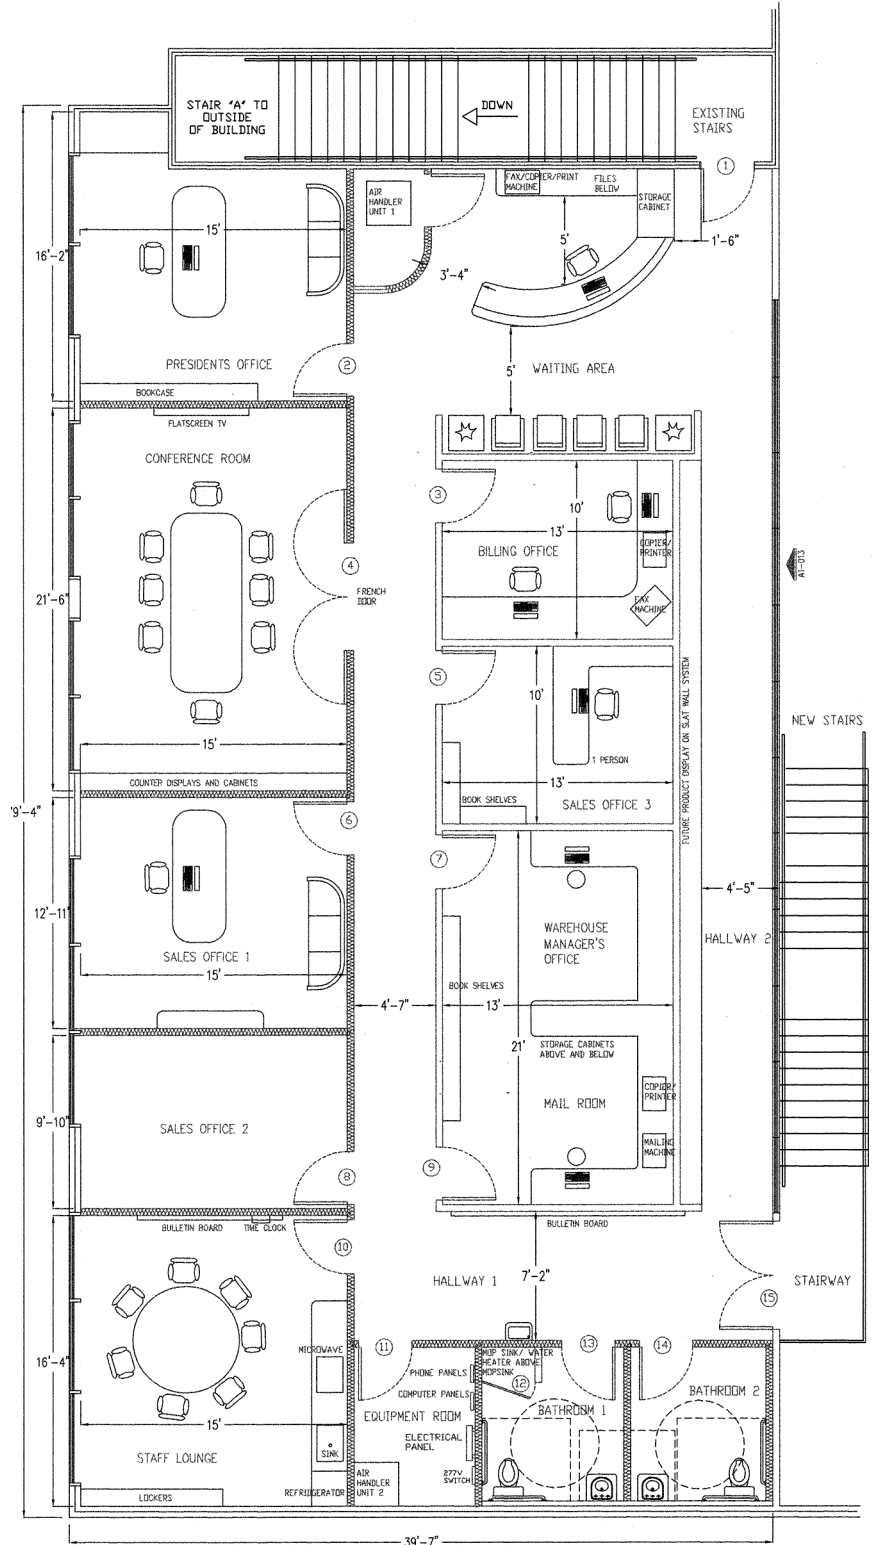 STAIR "A" TO
OUTSIDE
OF BUILDING
DOWN
EXISTING
STAIRS
1
AIR
HANDLER
UNIT 1
FAX/COPIER/PRINT
MACHINE
FILES
BELOW
STORAGE
CABINET
15'
16'-2"
5'
1'-6"
3'-4"
PRESIDENTS OFFICE
2
5'
WAITING AREA
BOOKCASE
FLATSCREEN TV
CONFERENCE ROOM
3
10'
13'
BILLING OFFICE
COPIER/
PRINTER
4
A1-013
FRENCH
DOOR
21'-6"
FAX
MACHINE
5
10'
FUTURE PRODUCT DISPLAY ON SLAT WALL SYSTEM
NEW STAIRS
15'
1 PERSON
13'
COUNTER DISPLAYS AND CABINETS
BOOK SHELVES
SALES OFFICE 3
'9'-4"
6
7
4'-5"
12'-11"
WAREHOUSE
MANAGER'S
OFFICE
HALLWAY 2
SALES OFFICE 1
15'
BOOK SHELVES
4'-7"
13'
21'
STORAGE CABINETS
ABOVE AND BELOW
COPIER/
PRINTER
MAIL ROOM
9'-10"
SALES OFFICE 2
MAILING
MACHINE
8
9
BULLETIN BOARD
TIME CLOCK
BULLETIN BOARD
10
HALLWAY 1
7'-2"
STAIRWAY
15
11
13
14
MICROWAVE
16'-4"
MOP SINK/ WATER
HEATER ABOVE
MOPSINK
PHONE PANELS
12
COMPUTER PANELS
BATHROOM 2
BATHROOM 1
EQUIPMENT ROOM
15'
ELECTRICAL
PANEL
SINK
STAFF LOUNGE
277V
SWITCH
AIR
HANDLER
UNIT 2
REFRIGERATOR
LOCKERS
39'-7"